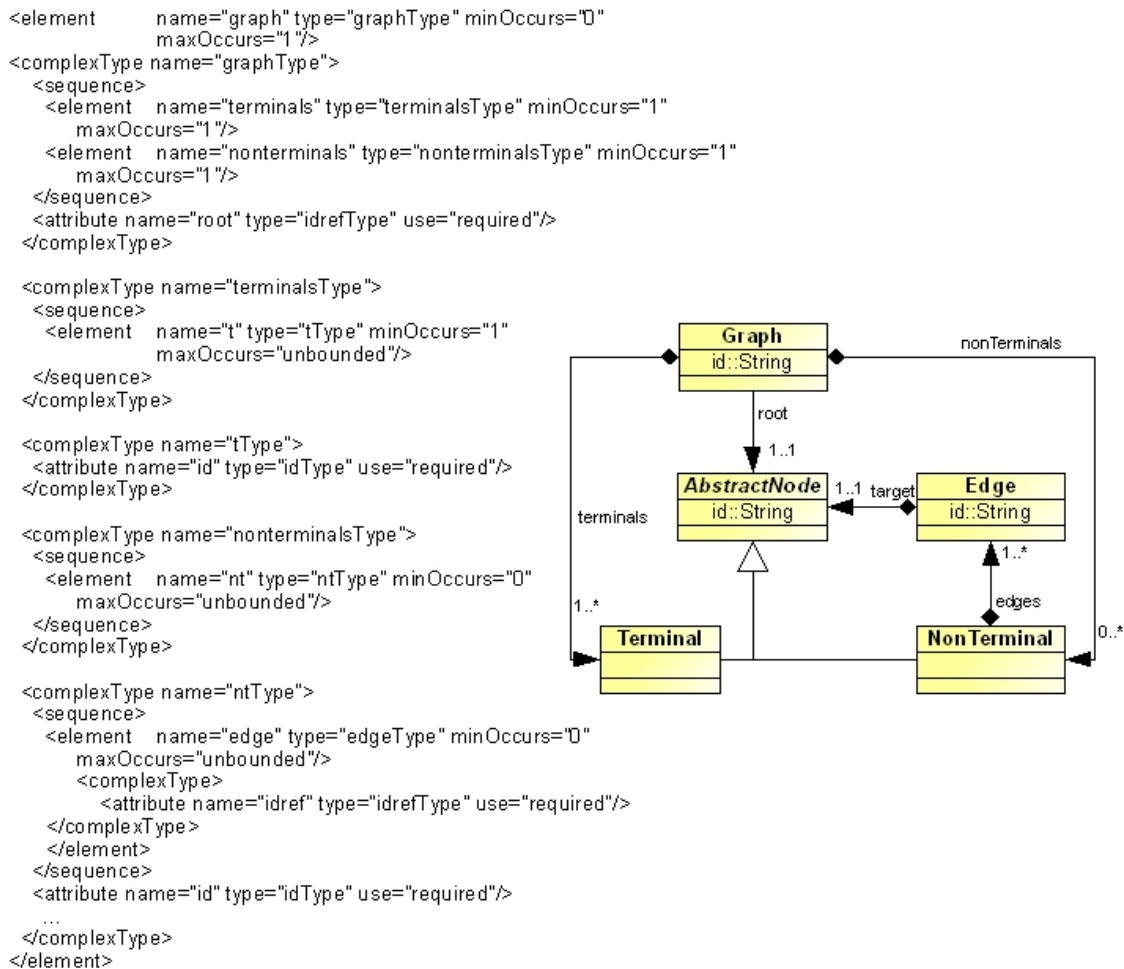 <element name="graph" type="graphType" minOccurs="0"
maxOccurs="1"/>
<complexType name="graphType">
<sequence>
<element name="terminals" type="terminalsType" minOccurs="1"
maxOccurs="1"/>
<element name="nonterminals" type="nonterminalsType" minOccurs="1"
maxOccurs="1"/>
</sequence>
<attribute name="root" type="idrefType" use="required"/>
</complexType>
<complexType name="terminalsType">
<sequence>
<element name="t" type="tType" minOccurs="1"
maxOccurs="unbounded"/>
</sequence>
</complexType>
<complexType name="tType">
<attribute name="id" type="idType" use="required"/>
</complexType>
<complexType name="nonterminalsType">
<sequence>
<element name="nt" type="ntType" minOccurs="0"
maxOccurs="unbounded"/>
</sequence>
</complexType>
<complexType name="ntType">
<sequence>
<element name="edge" type="edgeType" minOccurs="0"
maxOccurs="unbounded"/>
<complexType>
<attribute name="idref" type="idrefType" use="required"/>
</complexType>
</element>
</sequence>
<attribute name="id" type="idType" use="required"/>
...
</complexType>
</element>
Graph
id::String
nonTerminals
root
1..1
AbstractNode
id::String
1..1 target
Edge
id::String
terminals
1..*
edges
1..*
Terminal
NonTerminal
0..*